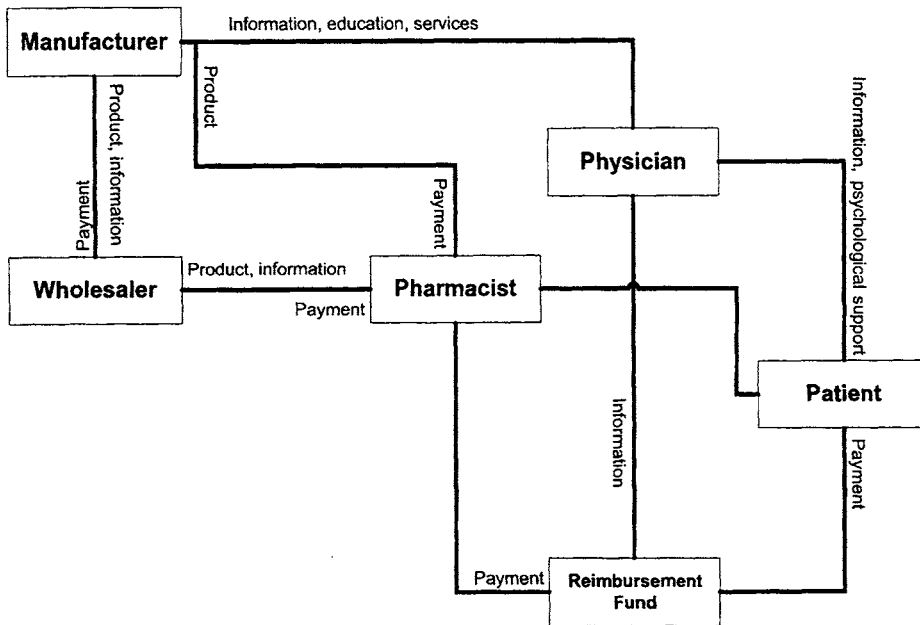 Information, education, services
Manufacturer
Product
Product, information
Payment
Information, psychological support
Physician
Payment
Product, information
Wholesaler
Pharmacist
Payment
Patient
Information
Payment
Payment
Reimbursement
Fund